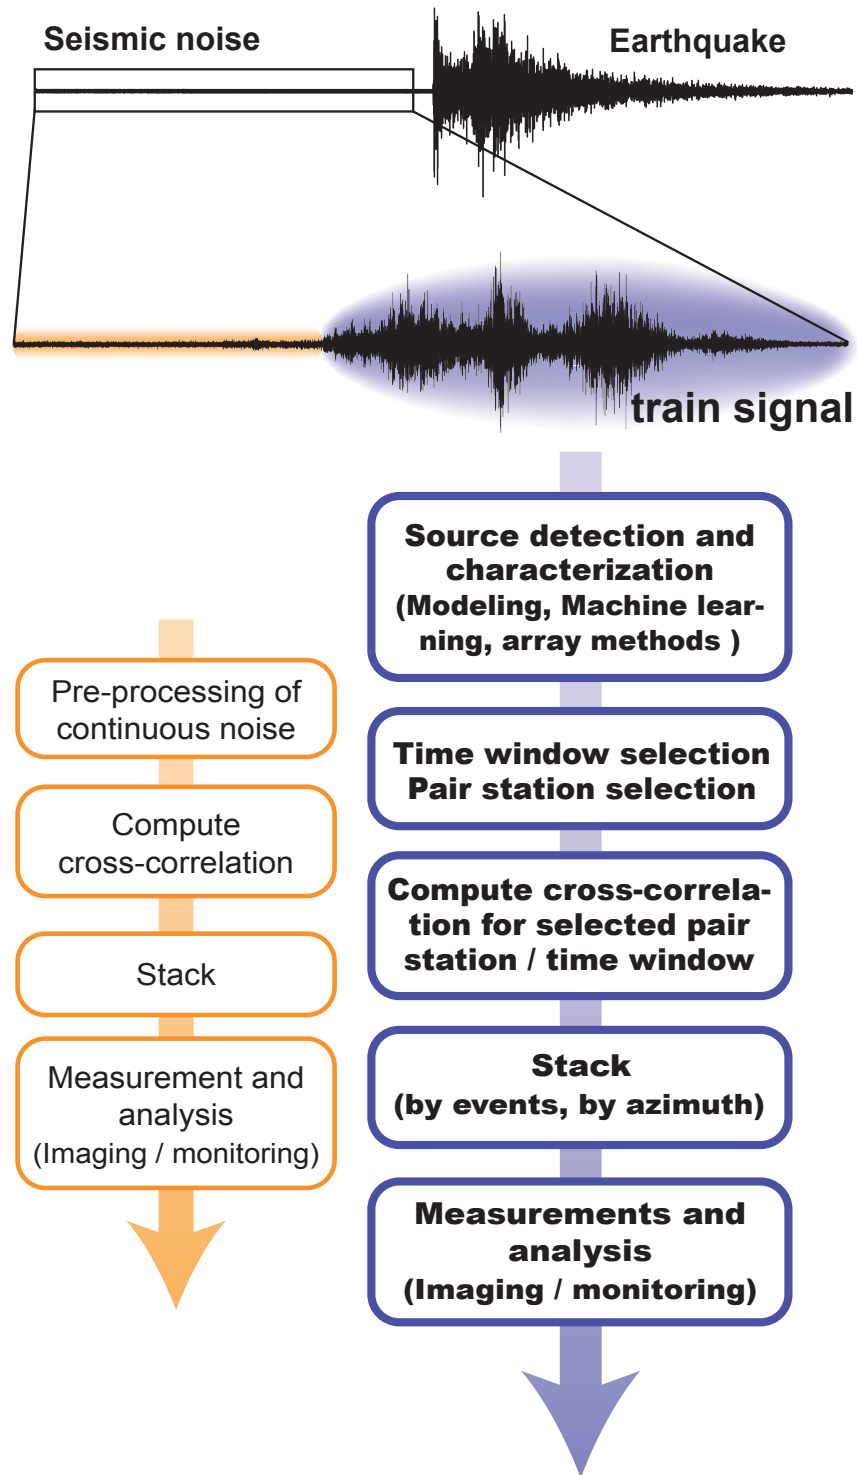 Seismic noise
Earthquake
train signal
Pre-processing of
continuous noise
Compute
cross-correlation
Stack
Measurement and
analysis
(Imaging / monitoring)
Source detection and
characterization
(Modeling, Machine lear-
ning, array methods )
Time window selection
Pair station selection
Compute cross-correla-
tion for selected pair
station / time window
Stack
(by events, by azimuth)
Measurements and
analysis
(Imaging / monitoring)